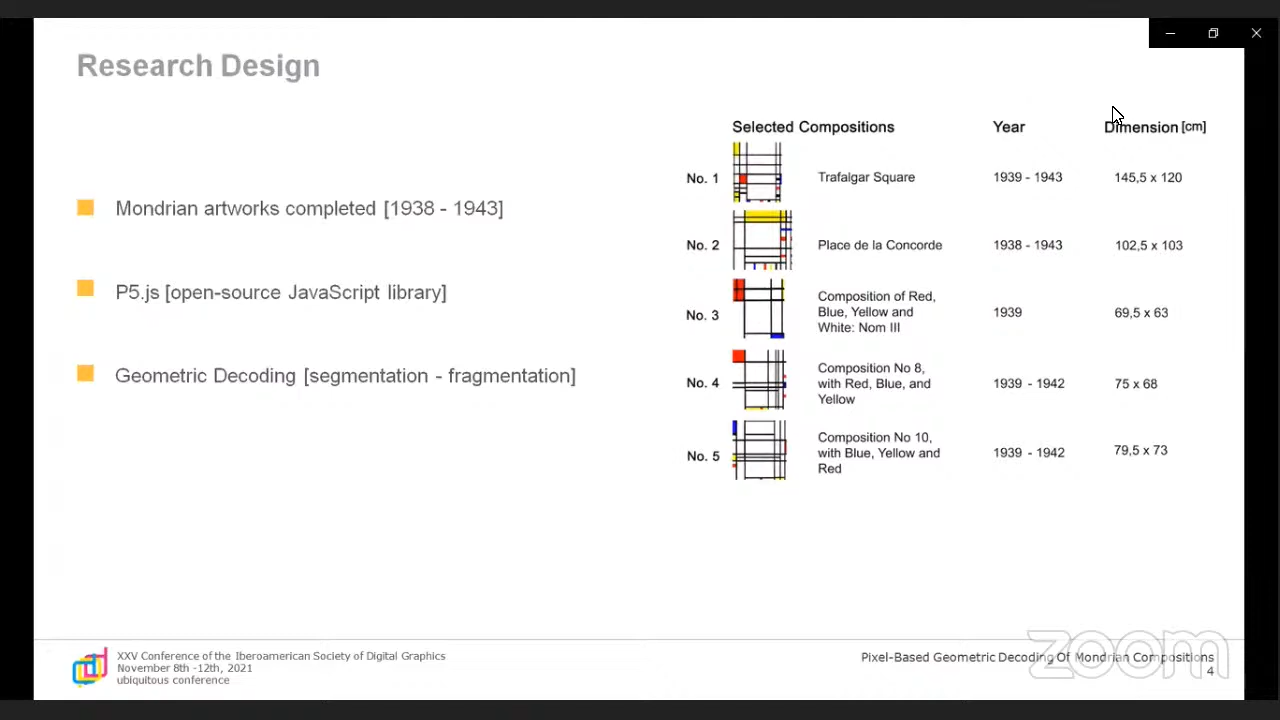 Research Design
Mondrian artworks completed [1938 - 1943]
P5.js [open-source JavaScript library]
Geometric Decoding [segmentation - fragmentation]
Selected Compositions Year Dimension [cm]
No. 1 Trafalgar Square 1939 - 1943 145,5 x 120
No. 2 Place de la Concorde 1938 - 1943 102,5 x 103
No. 3 Composition of Red, Blue, Yellow and White: Nom III 1939 69,5 x 63
No. 4 Composition No 8, with Red, Blue, and Yellow 1939 - 1942 75 x 68
No. 5 Composition No 10, with Blue, Yellow and Red 1939 - 1942 79,5 x 73
XXV Conference of the Iberoamerican Society of Digital Graphics
November 8th -12th, 2021
ubiquitous conference
Pixel-Based Geometric Decoding Of Mondrian Compositions
4
zoom